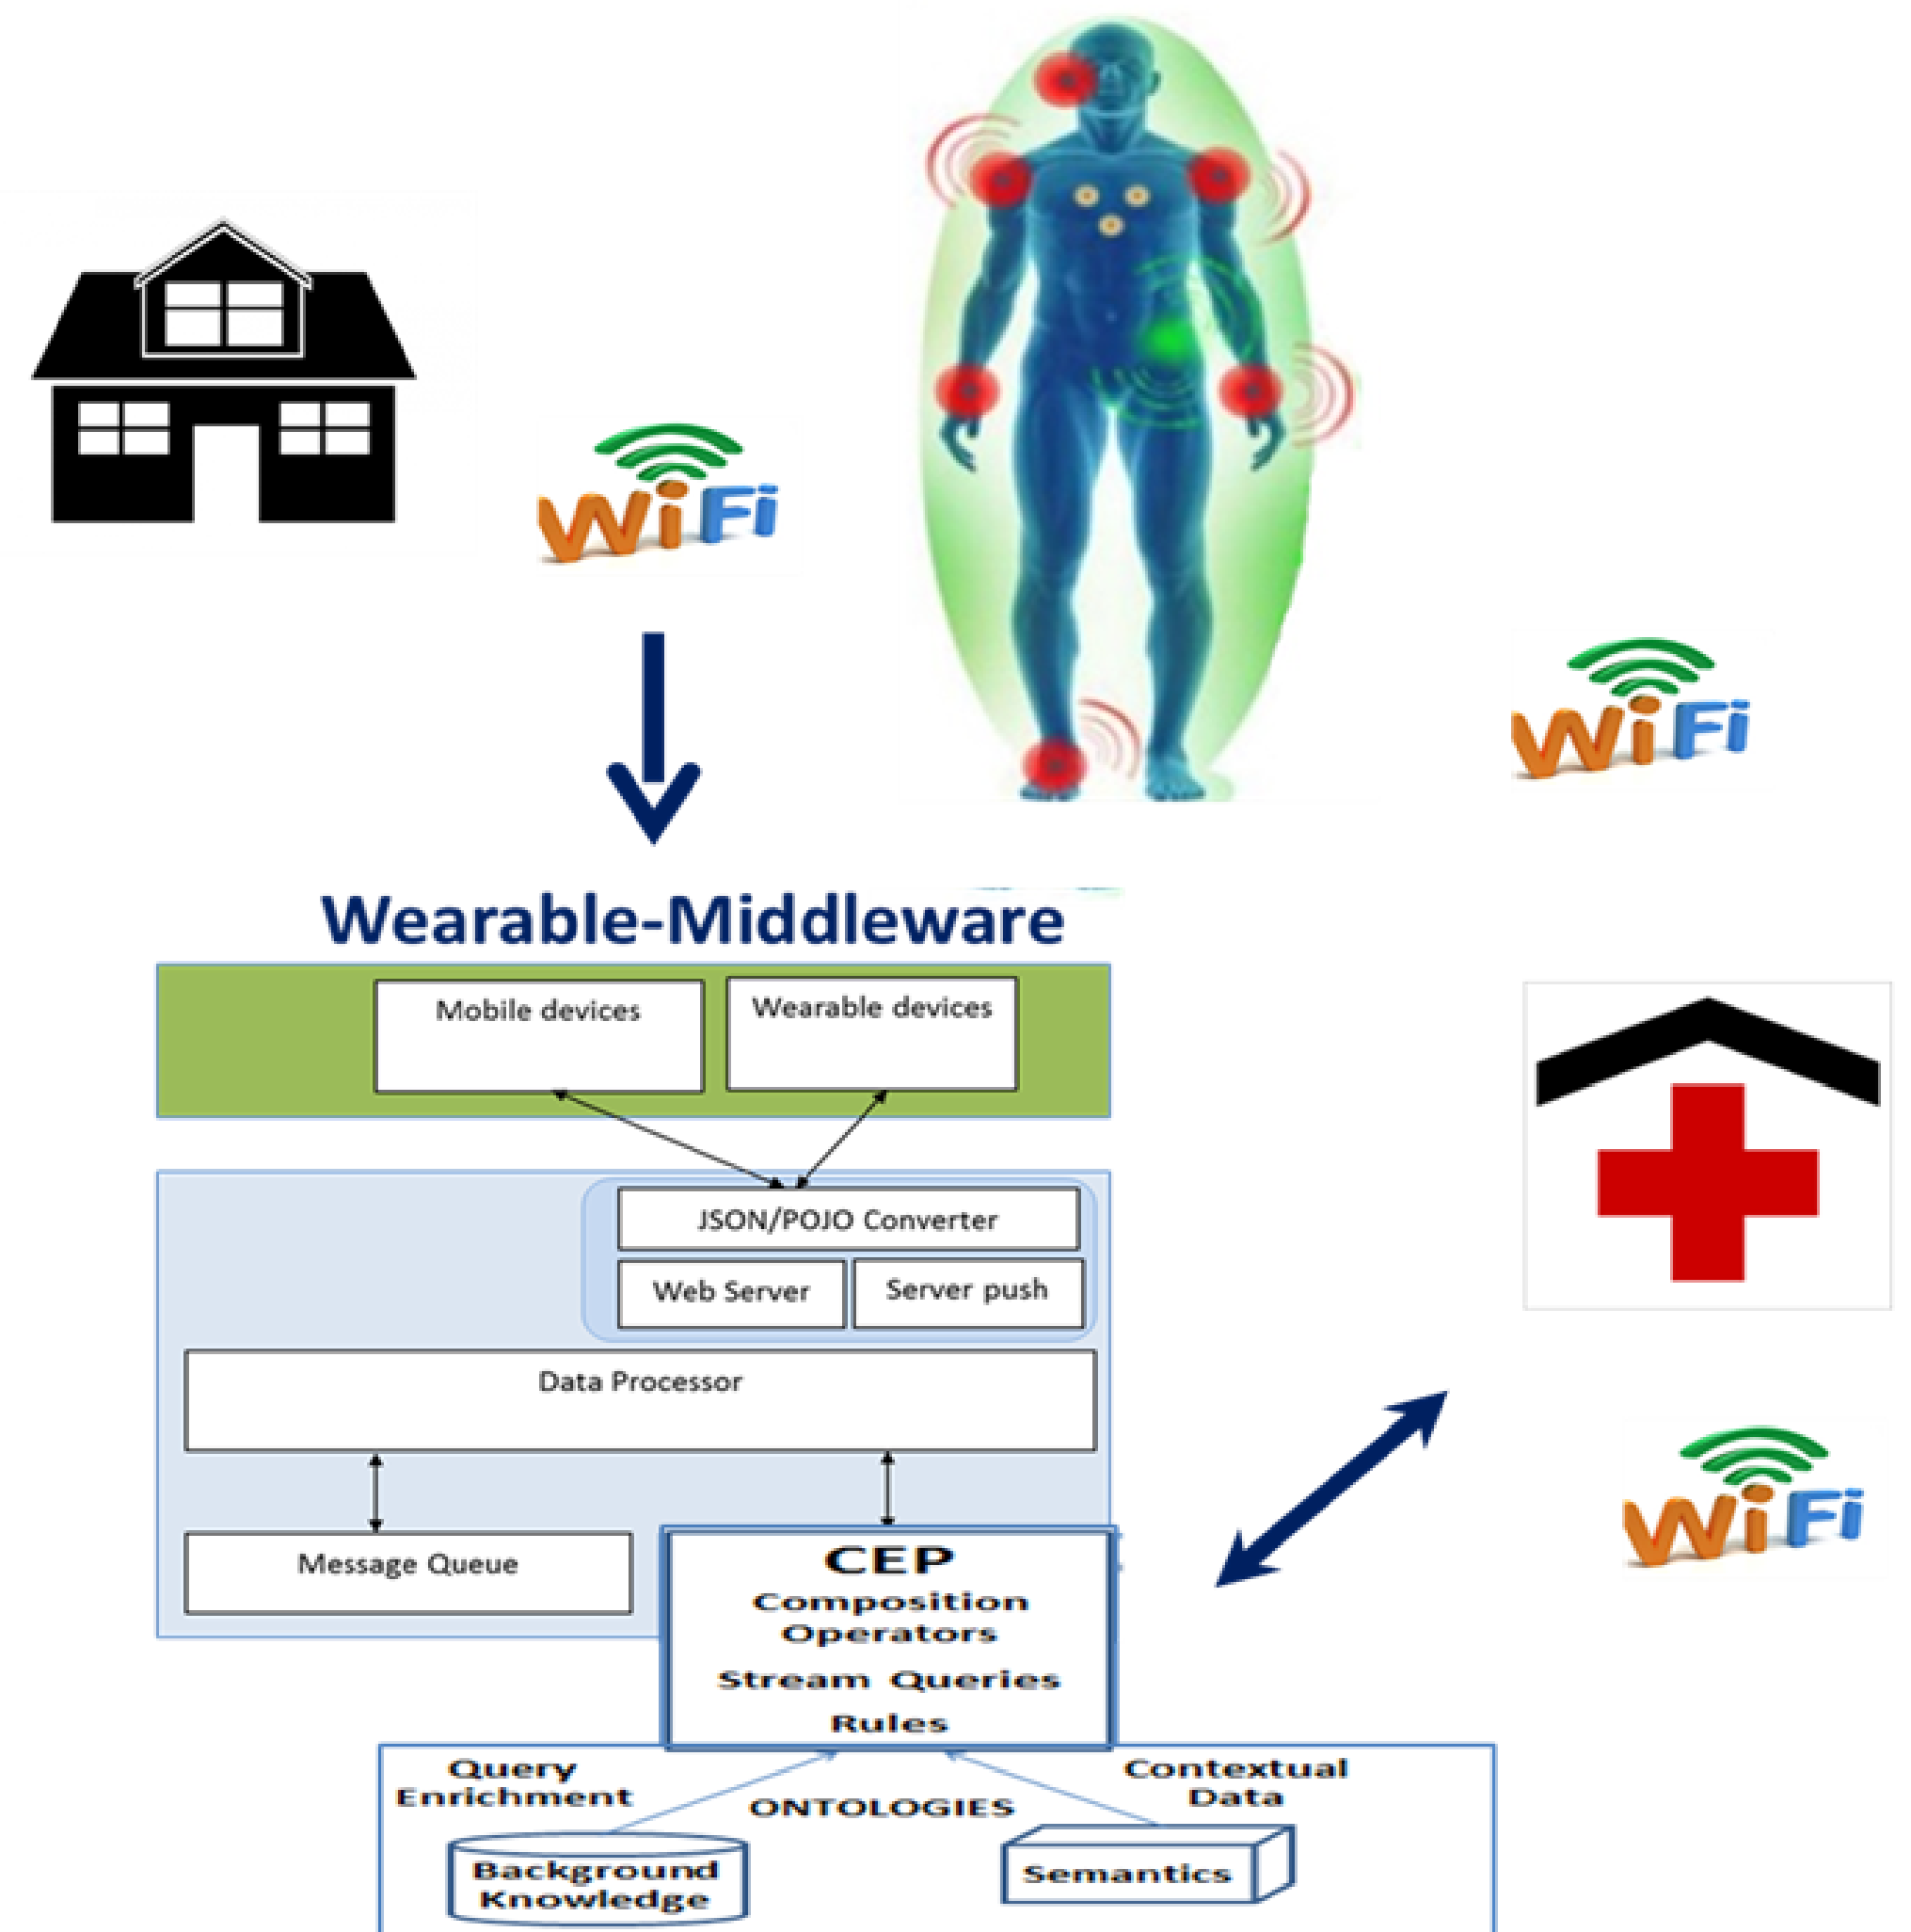 WiFi
WiFi
Wearable-Middleware
Mobile devices
Wearable devices
JSON/POJO Converter
Web Server
Server push
Data Processor
WiFi
Message Queue
CEP
Composition
Operators
Stream Queries
Rules
Query
Enrichment
ONTOLOGIES
Contextual
Data
Background
Knowledge
Semantics